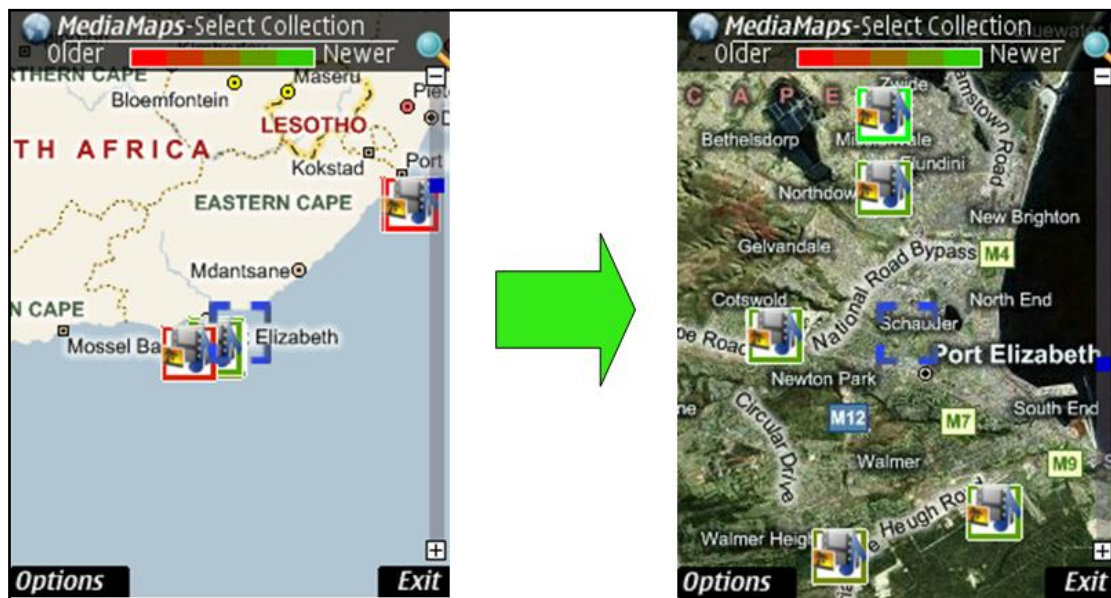 MediaMaps-Select Collection
Older Newer
Maseru
Bloemfontein
LESOTHO
TH AFRICA
Kokstad
Port
EASTERN CAPE
Mdantsane
N CAPE
Mossel Ba
Elizabeth
Options Exit
MediaMaps-Select Collection
Older Newer
Zwide
CAPE
Bethelsdorp
Northdow
New Brighton
Gelvandale
National Road Bypass
M4
Cotswold
North End
Schauder
Port Elizabeth
Newton Park
South End
M12
M7
Circular Drive
Walmer
M9
Heugh Road
Walmer Heigh
Options Exit